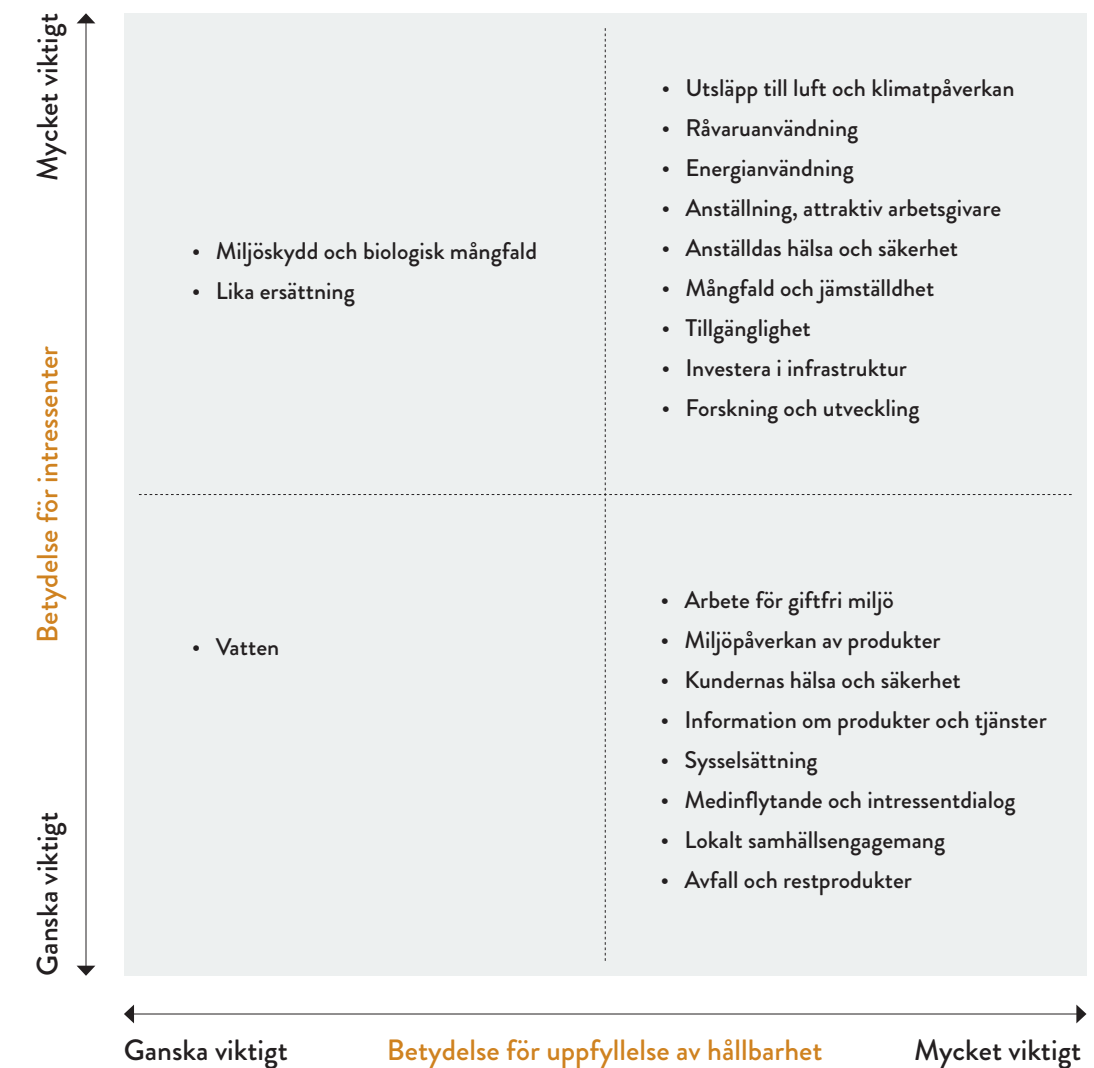 Mycket viktigt
Betydelse för intressenter
Ganska viktigt
• Miljöskydd och biologisk mångfald
• Lika ersättning
• Utsläpp till luft och klimatpåverkan
• Råvaruanvändning
• Energianvändning
• Anställning, attraktiv arbetsgivare
• Anställdas hälsa och säkerhet
• Mångfald och jämställdhet
• Tillgänglighet
• Investera i infrastruktur
• Forskning och utveckling
• Vatten
• Arbete för giftfri miljö
• Miljöpåverkan av produkter
• Kundernas hälsa och säkerhet
• Information om produkter och tjänster
• Sysselsättning
• Medinflytande och intressentdialog
• Lokalt samhällsengagemang
• Avfall och restprodukter
Ganska viktigt
Betydelse för uppfyllelse av hållbarhet
Mycket viktigt